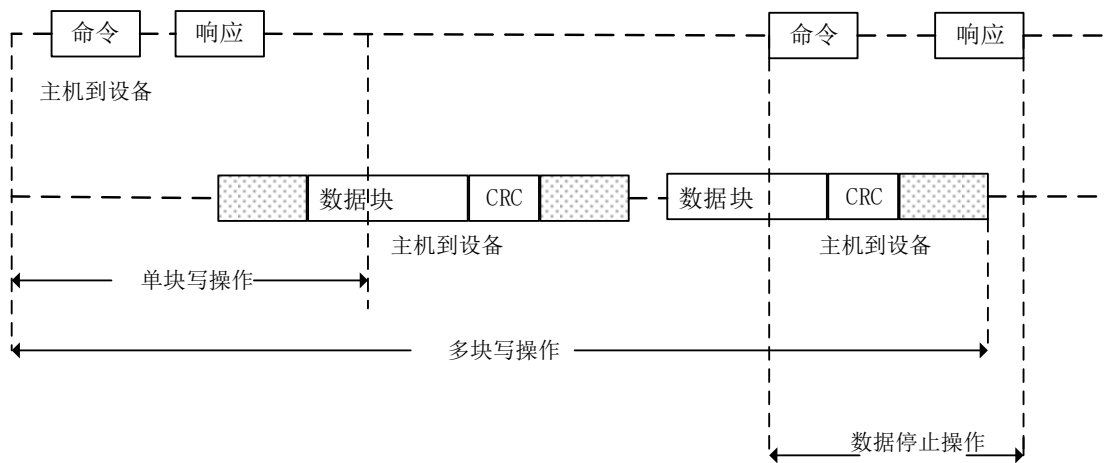 命令 响应 命令 响应
主机到设备
数据块 CRC 数据块 CRC
主机到设备 主机到设备
单块写操作
多块写操作
数据停止操作